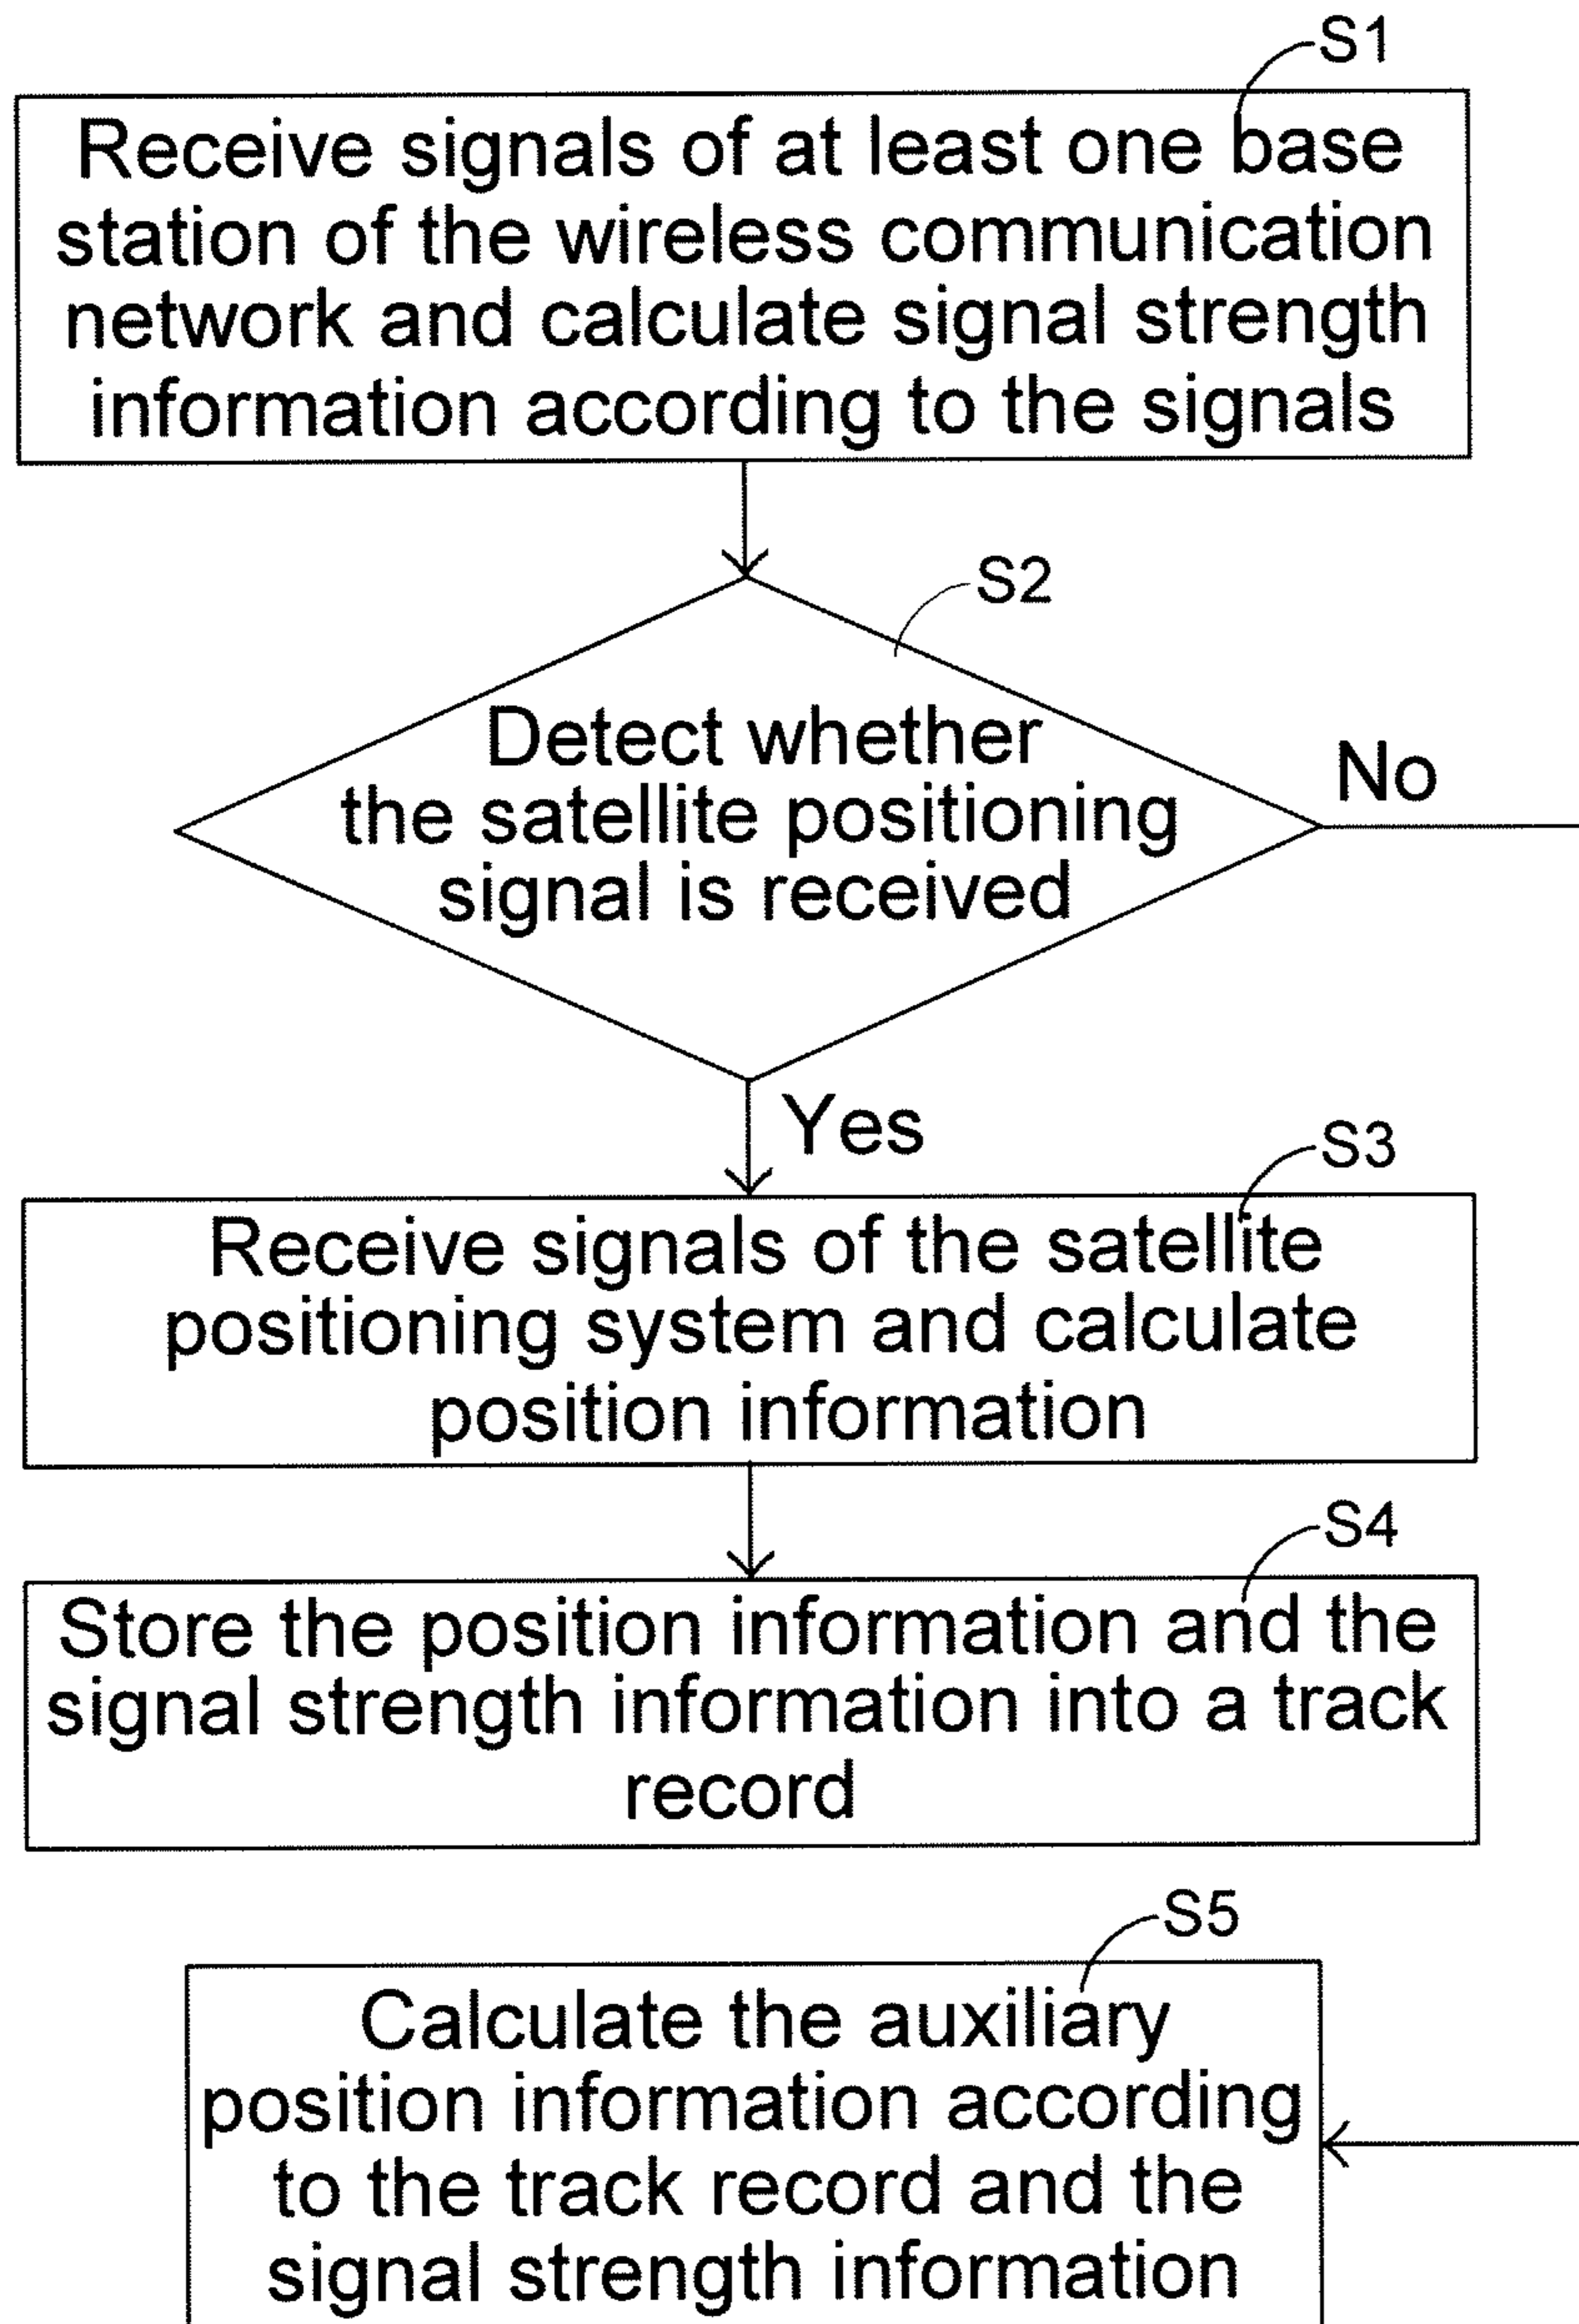 S1
Receive signals of at least one base
station of the wireless communication
network and calculate signal strength
information according to the signals
S2
Detect whether
the satellite positioning
signal is received
No
Yes
S3
Receive signals of the satellite
positioning system and calculate
position information
S4
Store the position information and the
signal strength information into a track
record
S5
Calculate the auxiliary
position information according
to the track record and the
signal strength information